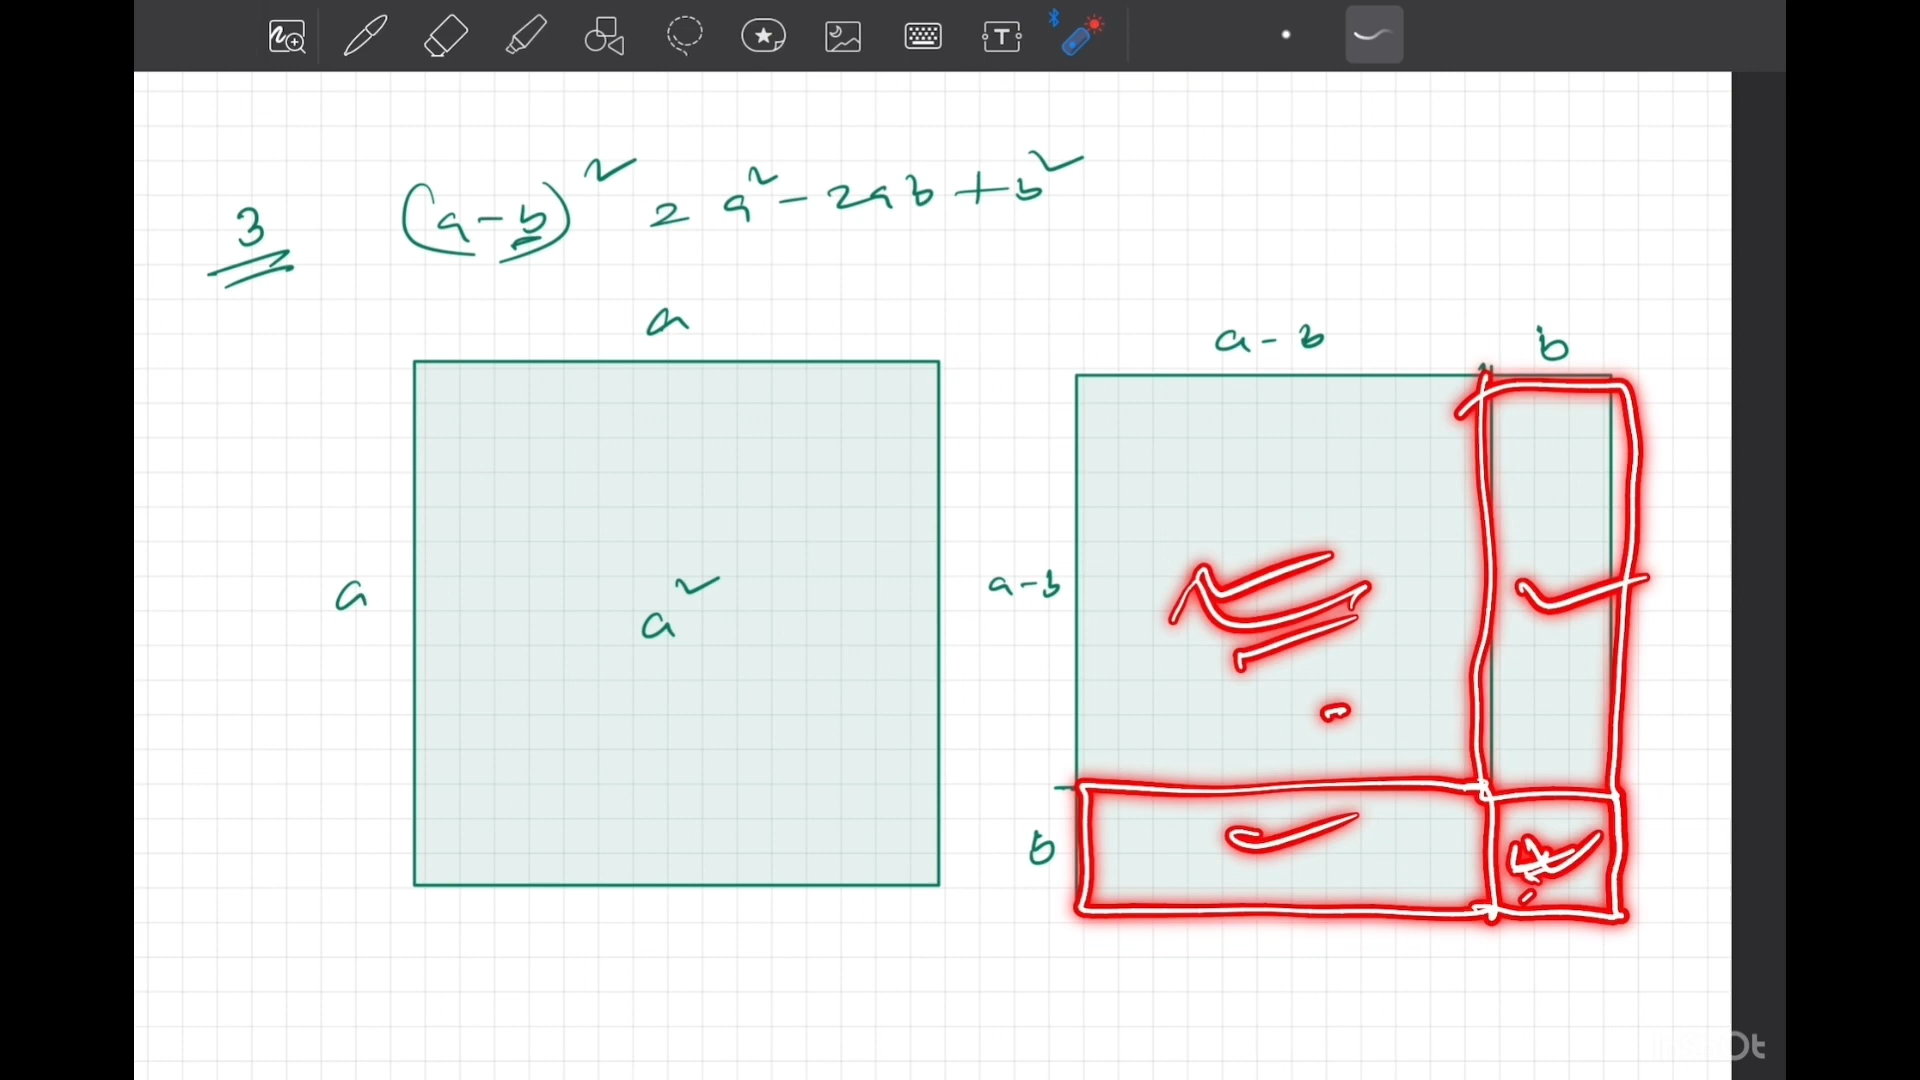 3 (a-b)² = a² - 2ab + b²
a
a - b b
a
a²
a-b
b